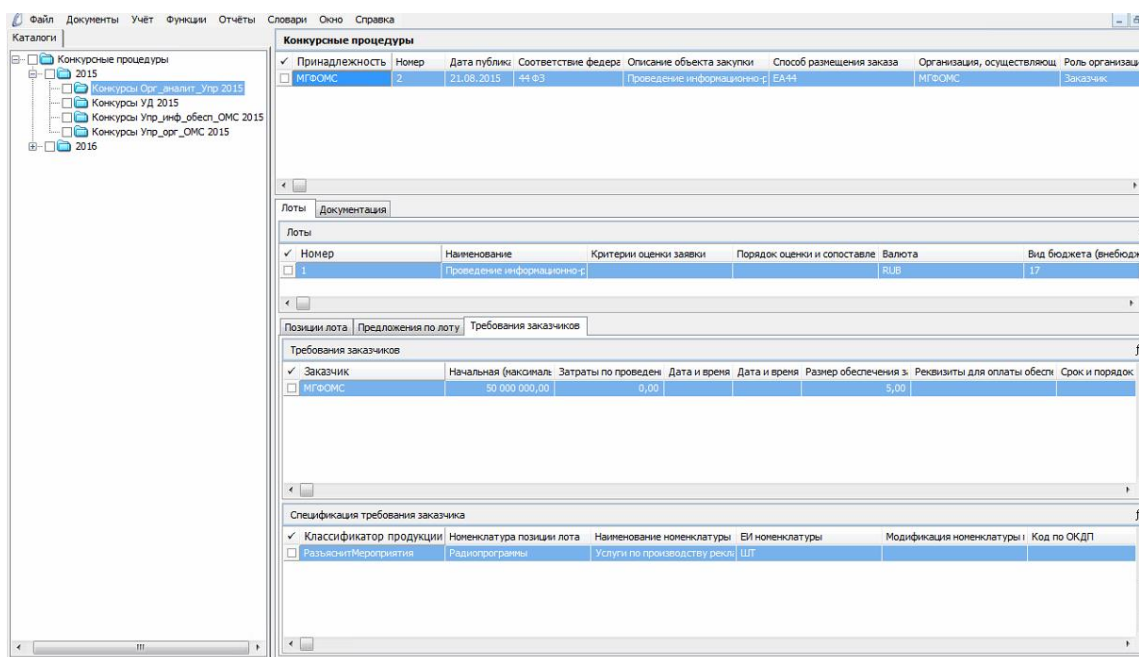 Файл Документы Учёт Функции Отчёты Словари Окно Справка
Каталоги
Конкурсные процедуры
2015
Конкурсы Орг_аналит_Упр 2015
Конкурсы УД 2015
Конкурсы Упр_инф_обесп_ОМС 2015
Конкурсы Упр_орг_ОМС 2015
2016
Конкурсные процедуры
Принадлежность Номер Дата публика Соответствие федера Описание объекта закупки Способ размещения заказа Организация, осуществляющ Роль организаци
МГФОМС 2 21.08.2015 44 ФЗ Проведение информационно-р ЕА44 МГФОМС Заказчик
Лоты Документация
Лоты
Номер Наименование Критерии оценки заявки Порядок оценки и сопоставле Валюта Вид бюджета (внебюдж
1 Проведение информационно-р RUB 17
Позиции лота Предложения по лоту Требования заказчиков
Требования заказчиков
Заказчик Начальная (максималь Затраты по проведени Дата и время Дата и время Размер обеспечения з. Реквизиты для оплаты обеспе Срок и порядок
МГФОМС 50 000 000,00 0,00 5,00
Спецификация требования заказчика
Классификатор продукции Номенклатура позиции лота Наименование номенклатуры ЕИ номенклатуры Модификация номенклатуры Код по ОКДП
РазъяснитМероприятия Радиопрограммы Услуги по производству рекл ШТ